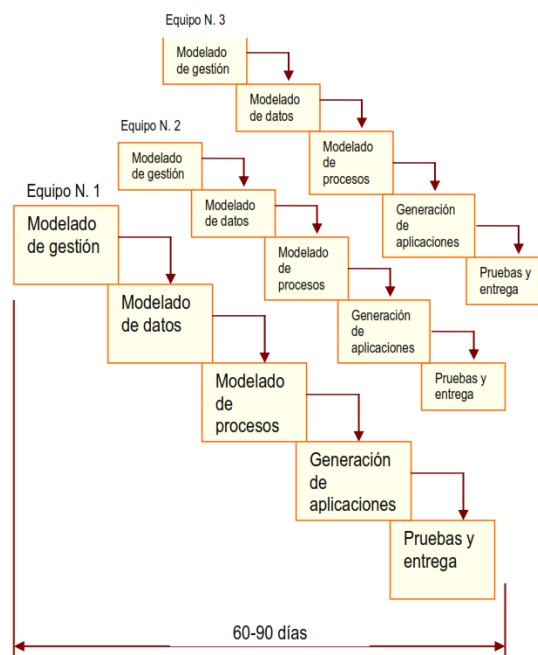 Equipo N. 3
Modelado
de gestión
Modelado
de datos
Modelado
de
procesos
Generación
de
aplicaciones
Pruebas y
entrega
Equipo N. 2
Modelado
de gestión
Modelado
de datos
Modelado
de
procesos
Generación
de
aplicaciones
Pruebas y
entrega
Equipo N. 1
Modelado
de gestión
Modelado
de datos
Modelado
de
procesos
Generación
de
aplicaciones
Pruebas y
entrega
60-90 días